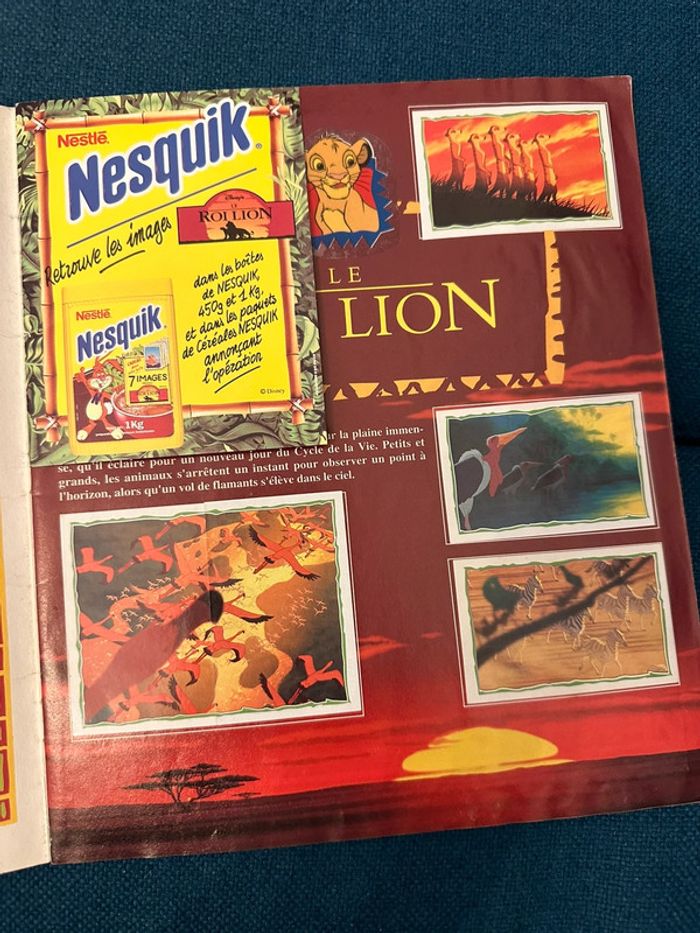 Nestlé.
Nesquik
Retrouve les images
Disney's
LE
ROI LION
dans les boîtes
de NESQUIK,
450g et 1Kg,
et dans les paquets
de Céréales NESQUIK
annonçant
l'opération
Nestlé
Nesquik
7 IMAGES
1Kg
© Disney
LE
LION
ur la plaine immen-
se, qu'il éclaire pour un nouveau jour du Cycle de la Vie. Petits et
grands, les animaux s'arrêtent un instant pour observer un point à
l'horizon, alors qu'un vol de flamants s'élève dans le ciel.